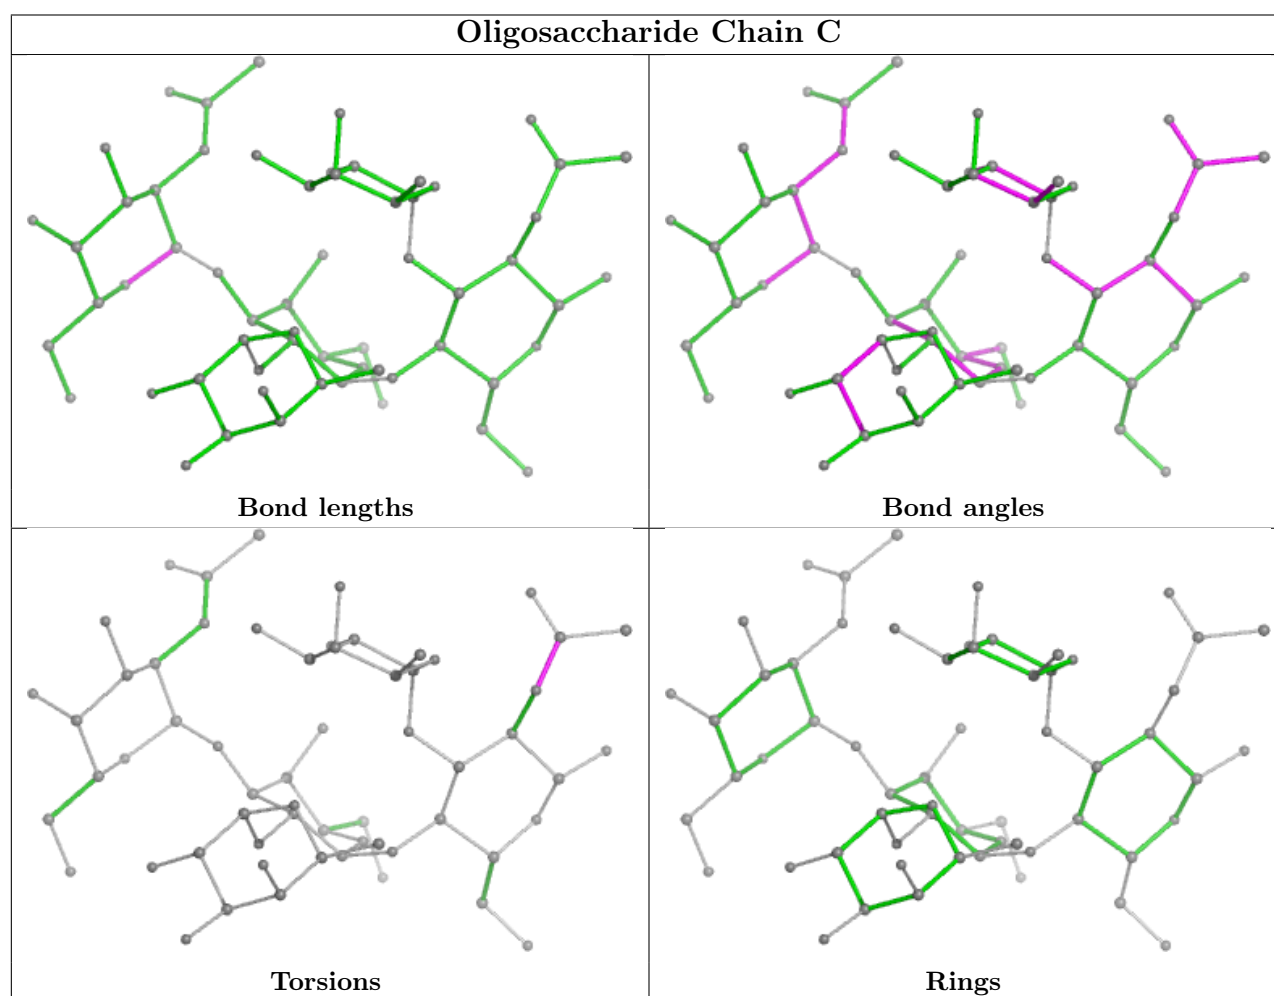 Oligosaccharide Chain C
Bond lengths
Bond angles
Torsions
Rings